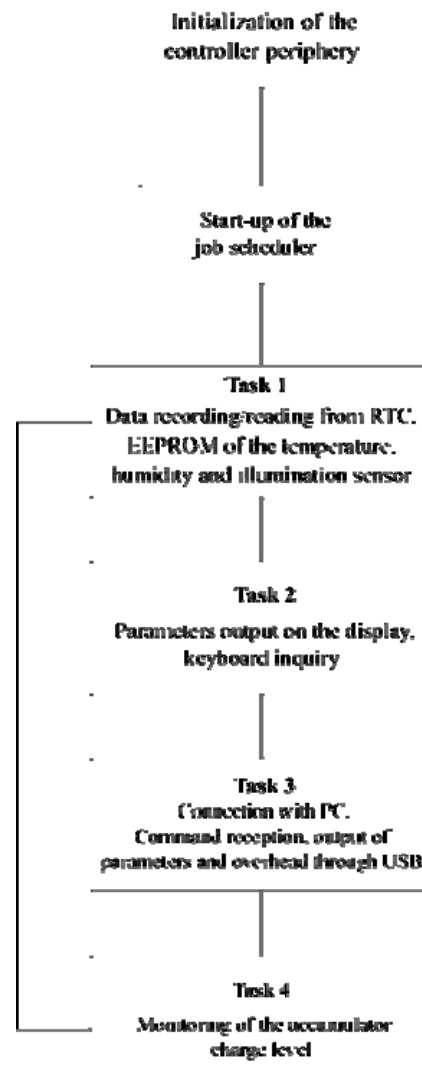 Initialization of the
controller periphery
Start-up of the
job scheduler
Task 1
Data recording/reading from RTC.
EEPROM of the temperature,
humidity and illumination sensor
Task 2
Parameters output on the display,
keyboard inquiry
Task 3
Connection with PC.
Command reception, output of
parameters and overhead through USB
Task 4
Monitoring of the accumulator
charge level